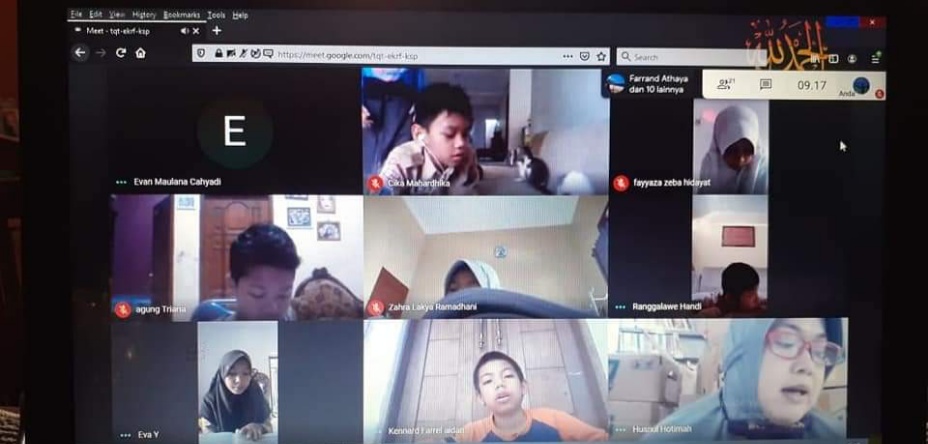 File Edit View History Bookmarks Tools Help
Meet - tqt-ekrf-ksp
https://meet.google.com/tqt-ekrf-ksp
Search
الحمد لله
Farrand Athaya
dan 10 lainnya
21
09.17
Anda
E
Evan Maulana Cahyadi
Cika Mahardhika
fayyaza zeba hidayat
agung Triana
Zahra Lakya Ramadhani
Ranggalawe Handi
Eva Y
Kennard Farrel aidan
Husnul Hotimah